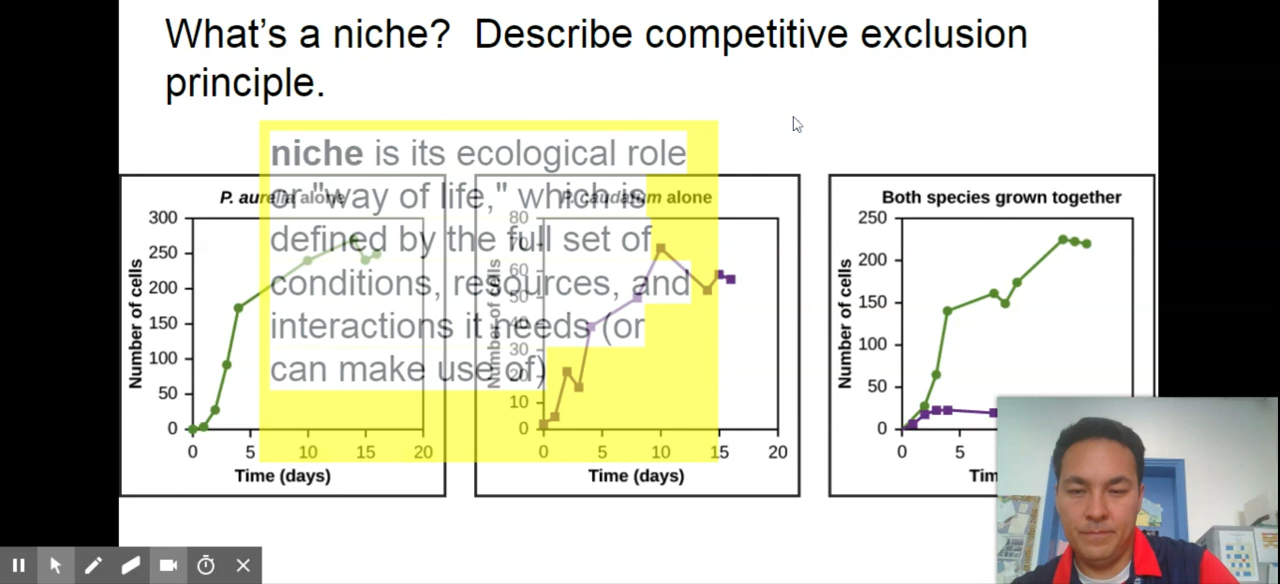 What's a niche?  Describe competitive exclusion
principle.
niche is its ecological role
or "way of life," which is
defined by the full set of
conditions, resources, and
interactions it needs (or
can make use of)
P. aurelia alone
300
250
200
150
100
50
0
Number of cells
0 5 10 15 20
Time (days)
P. caudatum alone
80
70
60
50
30
20
10
0
Number of cells
0 5 10 15 20
Time (days)
Both species grown together
250
200
150
100
50
0
Number of cells
0 5